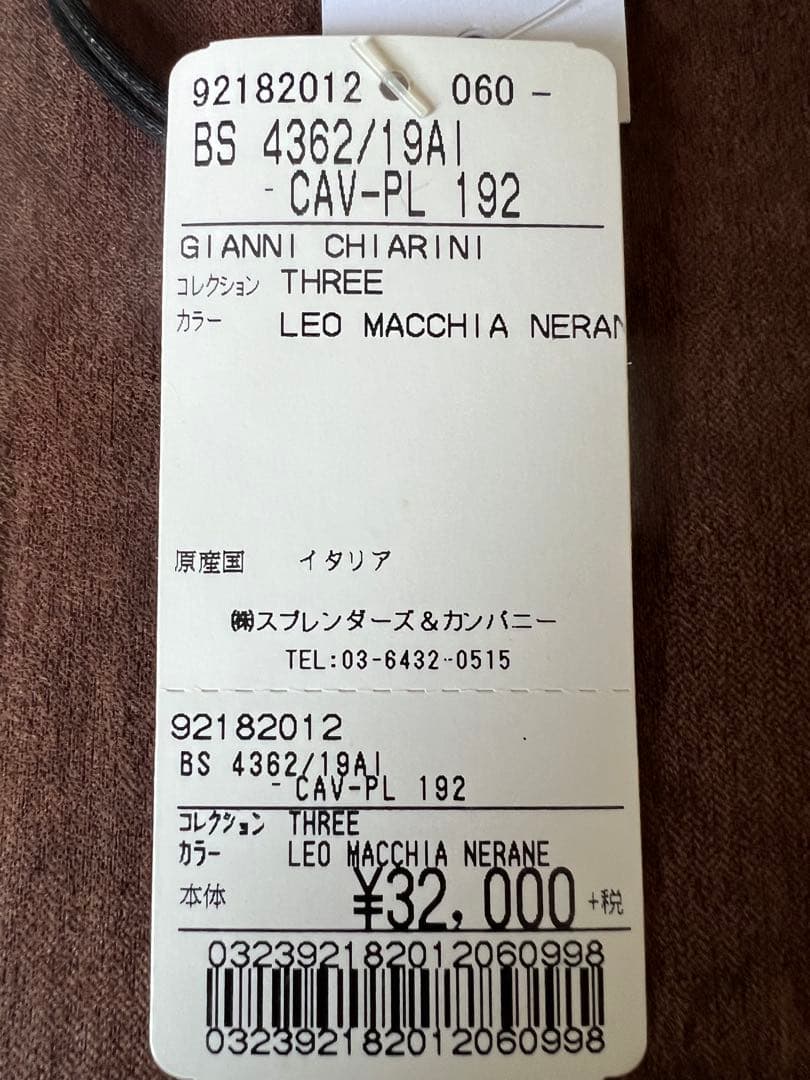 92182012 060 -
BS 4362/19AI
- CAV-PL 192
GIANNI CHIARINI
コレクション THREE
カラー LEO MACCHIA NERAN
原産国 イタリア
㈱スプレンダーズ&カンパニー
TEL:03-6432-0515
92182012
BS 4362/19AI
- CAV-PL 192
コレクション THREE
カラー LEO MACCHIA NERANE
本体 ¥32,000 +税
032392182012060998
032392182012060998